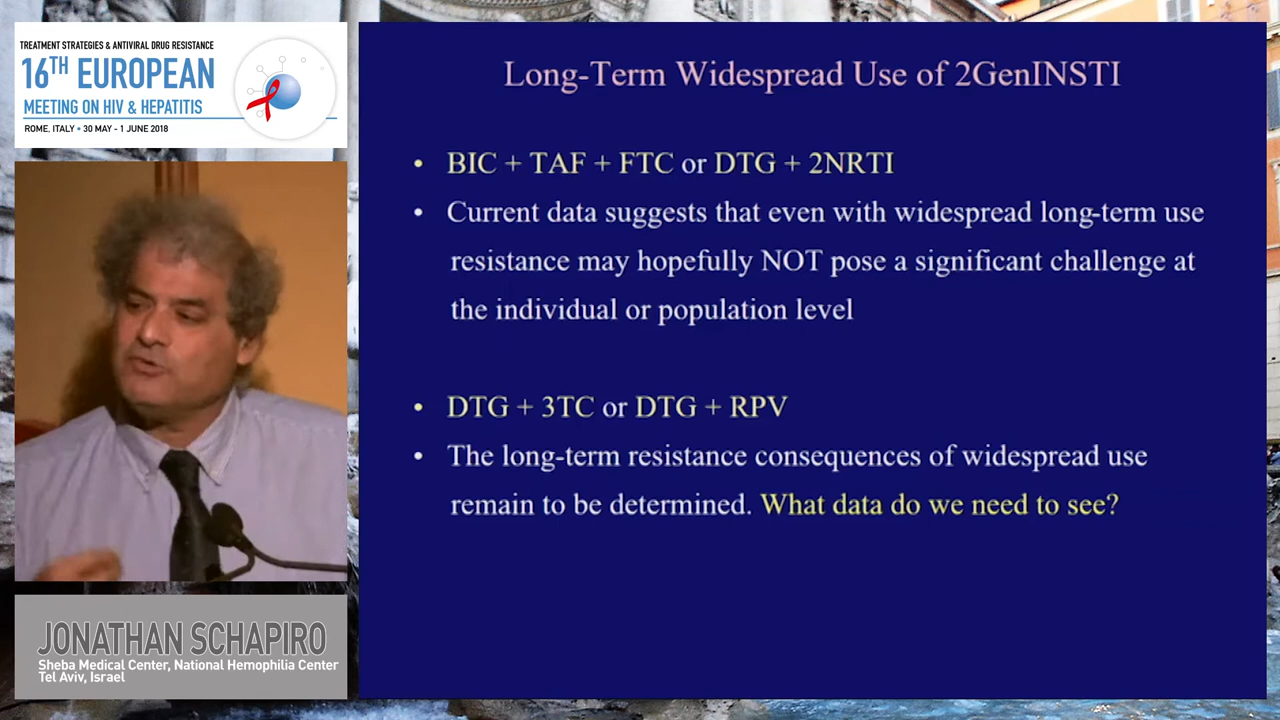 TREATMENT STRATEGIES & ANTIVIRAL DRUG RESISTANCE
16TH EUROPEAN
MEETING ON HIV & HEPATITIS
ROME, ITALY • 30 MAY - 1 JUNE 2018
JONATHAN SCHAPIRO
Sheba Medical Center, National Hemophilia Center
Tel Aviv, Israel
Long-Term Widespread Use of 2GenINSTI
• BIC + TAF + FTC or DTG + 2NRTI
• Current data suggests that even with widespread long-term use
resistance may hopefully NOT pose a significant challenge at
the individual or population level
• DTG + 3TC or DTG + RPV
• The long-term resistance consequences of widespread use
remain to be determined. What data do we need to see?